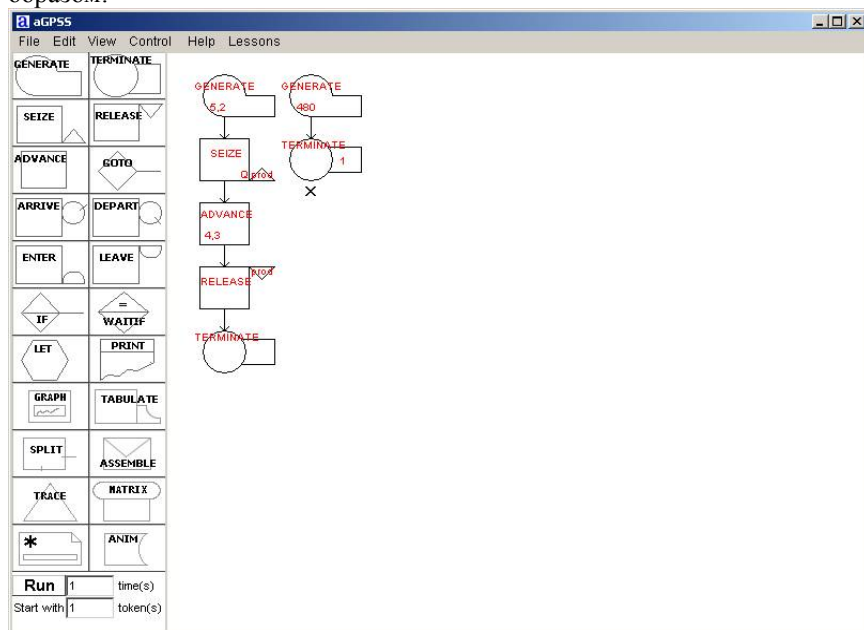 образом:
aGPSS
File Edit View Control Help Lessons
GENERATE TERMINATE
SEIZE RELEASE
ADVANCE GOTO
ARRIVE DEPART
ENTER LEAVE
IF =
WAITIF
LET PRINT
GRAPH TABULATE
SPLIT ASSEMBLE
TRACE MATRIX
* ANIM
Run 1 time(s)
Start with 1 token(s)
GENERATE
5,2
SEIZE
Q prod
ADVANCE
4,3
RELEASE
prod
TERMINATE
GENERATE
480
TERMINATE
1